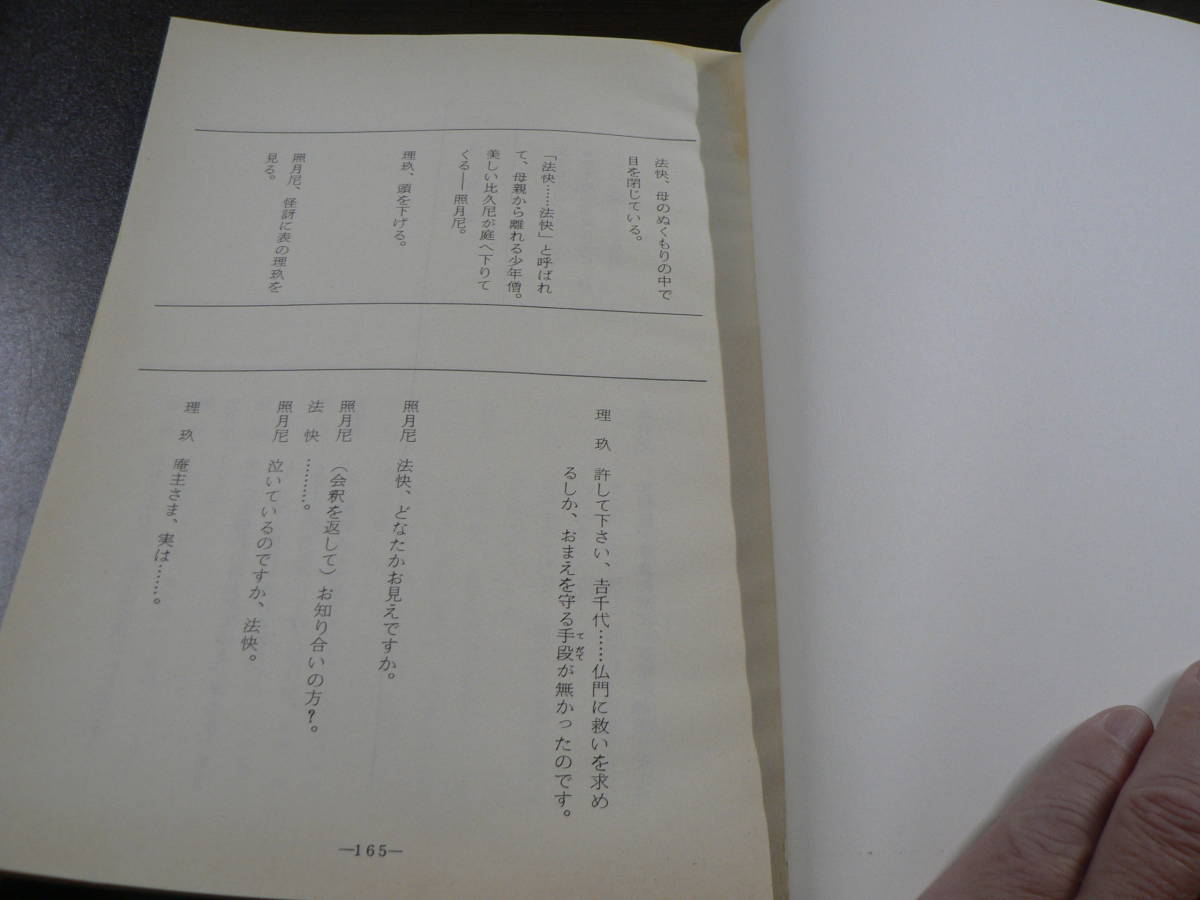 法快、母のぬくもりの中で
目を閉じている。
「法快……法快」と呼ばれ
て、母親から離れる少年僧。
美しい比久尼が庭へ下りて
くる――照月尼。
理玖、頭を下げる。
照月尼、怪訝に表の理玖を
見る。
理　玖　許して下さい、吉千代……仏門に救いを求め
るしか、おまえを守る手段が無かったのです。
てだて
照月尼　法快、どなたかお見えですか。
照月尼　（会釈を返して）お知り合いの方？。
法　快　………。
照月尼　泣いているのですか、法快。
理　玖　庵主さま、実は……。
―165―